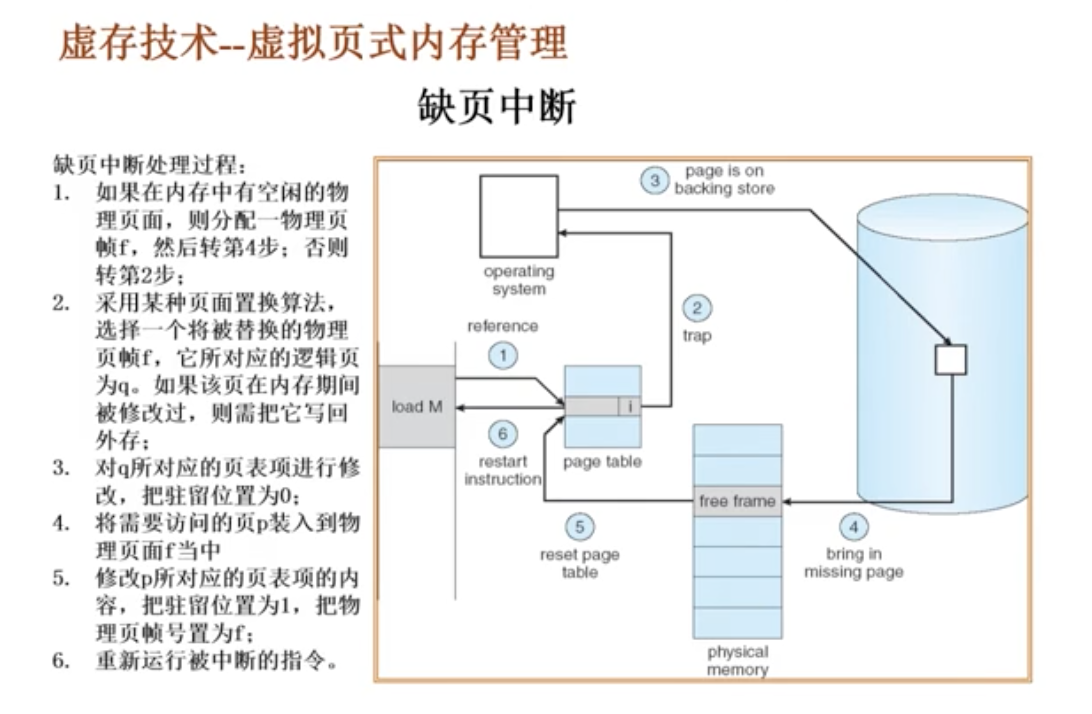 虚存技术--虚拟页式内存管理
缺页中断
缺页中断处理过程：
1. 如果在内存中有空闲的物
理页面，则分配一物理页
帧f，然后转第4步；否则
转第2步；
2. 采用某种页面置换算法，
选择一个将被替换的物理
页帧f，它所对应的逻辑页
为q。如果该页在内存期间
被修改过，则需把它写回
外存；
3. 对q所对应的页表项进行修
改，把驻留位置为0；
4. 将需要访问的页p装入到物
理页面f当中
5. 修改p所对应的页表项的内
容，把驻留位置为1，把物
理页帧号置为f；
6. 重新运行被中断的指令。
3
page is on
backing store
operating
system
reference
1
2
trap
load M
i
6
restart
instruction
page table
free frame
5
reset page
table
4
bring in
missing page
physical
memory